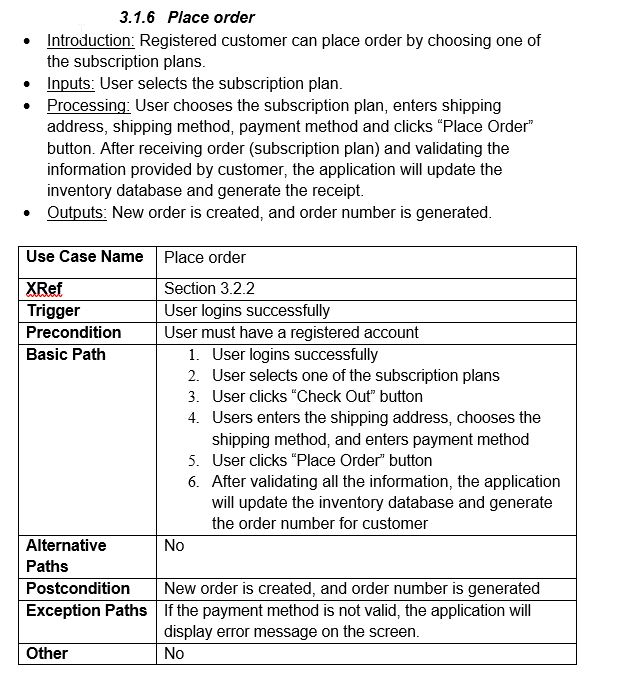 3.1.6 Place order
• Introduction: Registered customer can place order by choosing one of
the subscription plans.
• Inputs: User selects the subscription plan.
• Processing: User chooses the subscription plan, enters shipping
address, shipping method, payment method and clicks “Place Order”
button. After receiving order (subscription plan) and validating the
information provided by customer, the application will update the
inventory database and generate the receipt.
• Outputs: New order is created, and order number is generated.
Use Case Name Place order
XRef Section 3.2.2
Trigger User logins successfully
Precondition User must have a registered account
Basic Path 1. User logins successfully
2. User selects one of the subscription plans
3. User clicks “Check Out” button
4. Users enters the shipping address, chooses the
shipping method, and enters payment method
5. User clicks “Place Order” button
6. After validating all the information, the application
will update the inventory database and generate
the order number for customer
Alternative No
Paths
Postcondition New order is created, and order number is generated
Exception Paths If the payment method is not valid, the application will
display error message on the screen.
Other No